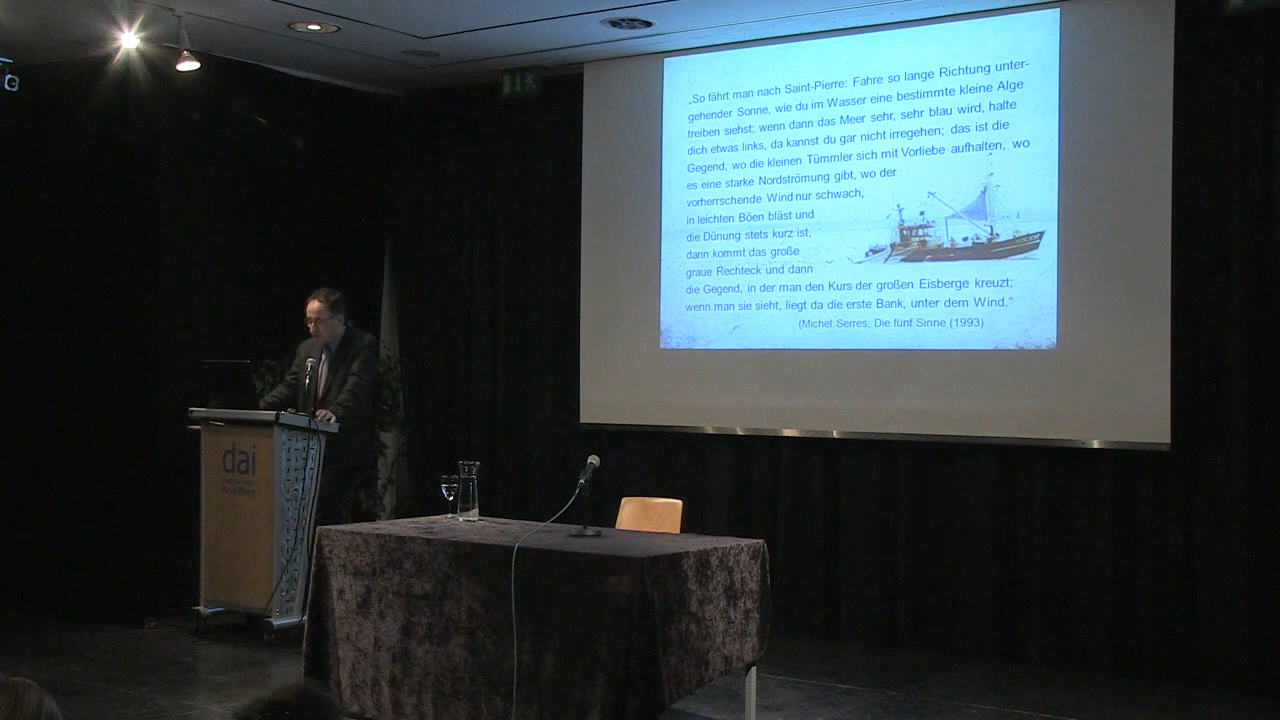 „So fährt man nach Saint-Pierre: Fahre so lange Richtung unter-
gehender Sonne, wie du im Wasser eine bestimmte kleine Alge
treiben siehst; wenn dann das Meer sehr, sehr blau wird, halte
dich etwas links, da kannst du gar nicht irregehen; das ist die
Gegend, wo die kleinen Tümmler sich mit Vorliebe aufhalten, wo
es eine starke Nordströmung gibt, wo der
vorherrschende Wind nur schwach,
in leichten Böen bläst und
die Dünung stets kurz ist,
dann kommt das große
graue Rechteck und dann
die Gegend, in der man den Kurs der großen Eisberge kreuzt;
wenn man sie sieht, liegt da die erste Bank, unter dem Wind.“
(Michel Serres, Die fünf Sinne (1993)
dai